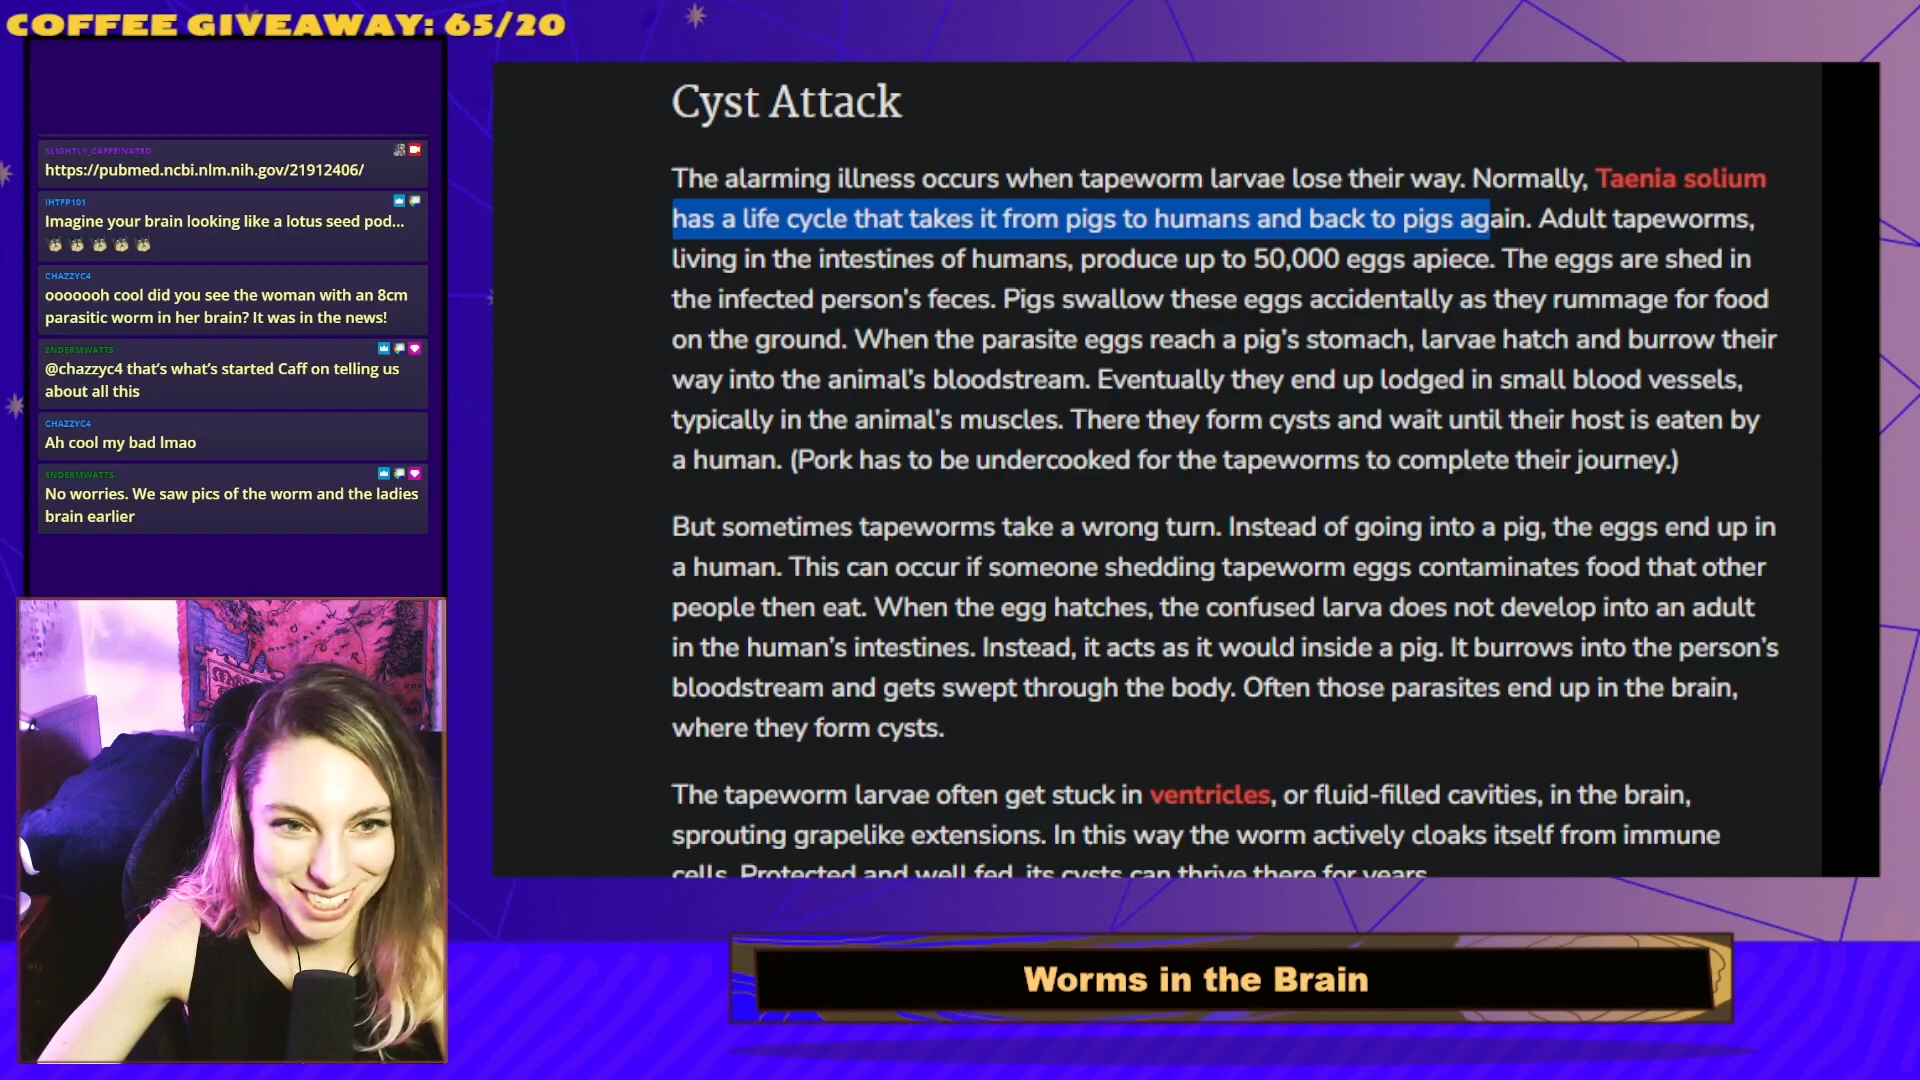 COFFEE GIVEAWAY: 65/20
SLIGHTLY_CAFFEINATED
https://pubmed.ncbi.nlm.nih.gov/21912406/
IHTFP101
Imagine your brain looking like a lotus seed pod...
CHAZZYC4
ooooooh cool did you see the woman with an 8cm
parasitic worm in her brain? It was in the news!
ENDERMWATTS
@chazzyc4 that’s what’s started Caff on telling us
about all this
CHAZZYC4
Ah cool my bad lmao
ENDERMWATTS
No worries. We saw pics of the worm and the ladies
brain earlier
Cyst Attack
The alarming illness occurs when tapeworm larvae lose their way. Normally, Taenia solium
has a life cycle that takes it from pigs to humans and back to pigs again. Adult tapeworms,
living in the intestines of humans, produce up to 50,000 eggs apiece. The eggs are shed in
the infected person’s feces. Pigs swallow these eggs accidentally as they rummage for food
on the ground. When the parasite eggs reach a pig’s stomach, larvae hatch and burrow their
way into the animal’s bloodstream. Eventually they end up lodged in small blood vessels,
typically in the animal’s muscles. There they form cysts and wait until their host is eaten by
a human. (Pork has to be undercooked for the tapeworms to complete their journey.)
But sometimes tapeworms take a wrong turn. Instead of going into a pig, the eggs end up in
a human. This can occur if someone shedding tapeworm eggs contaminates food that other
people then eat. When the egg hatches, the confused larva does not develop into an adult
in the human’s intestines. Instead, it acts as it would inside a pig. It burrows into the person’s
bloodstream and gets swept through the body. Often those parasites end up in the brain,
where they form cysts.
The tapeworm larvae often get stuck in ventricles, or fluid-filled cavities, in the brain,
sprouting grapelike extensions. In this way the worm actively cloaks itself from immune
cells. Protected and well fed, its cysts can thrive there for years.
Worms in the Brain